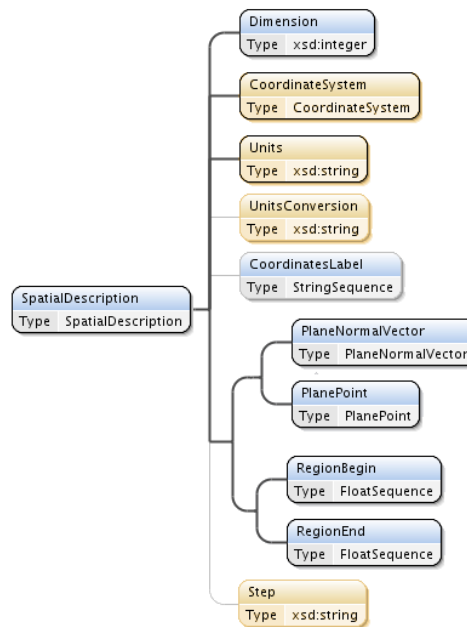 Dimension
Type xsd:integer
CoordinateSystem
Type CoordinateSystem
Units
Type xsd:string
UnitsConversion
Type xsd:string
CoordinatesLabel
Type StringSequence
SpatialDescription
Type SpatialDescription
PlaneNormalVector
Type PlaneNormalVector
PlanePoint
Type PlanePoint
RegionBegin
Type FloatSequence
RegionEnd
Type FloatSequence
Step
Type xsd:string